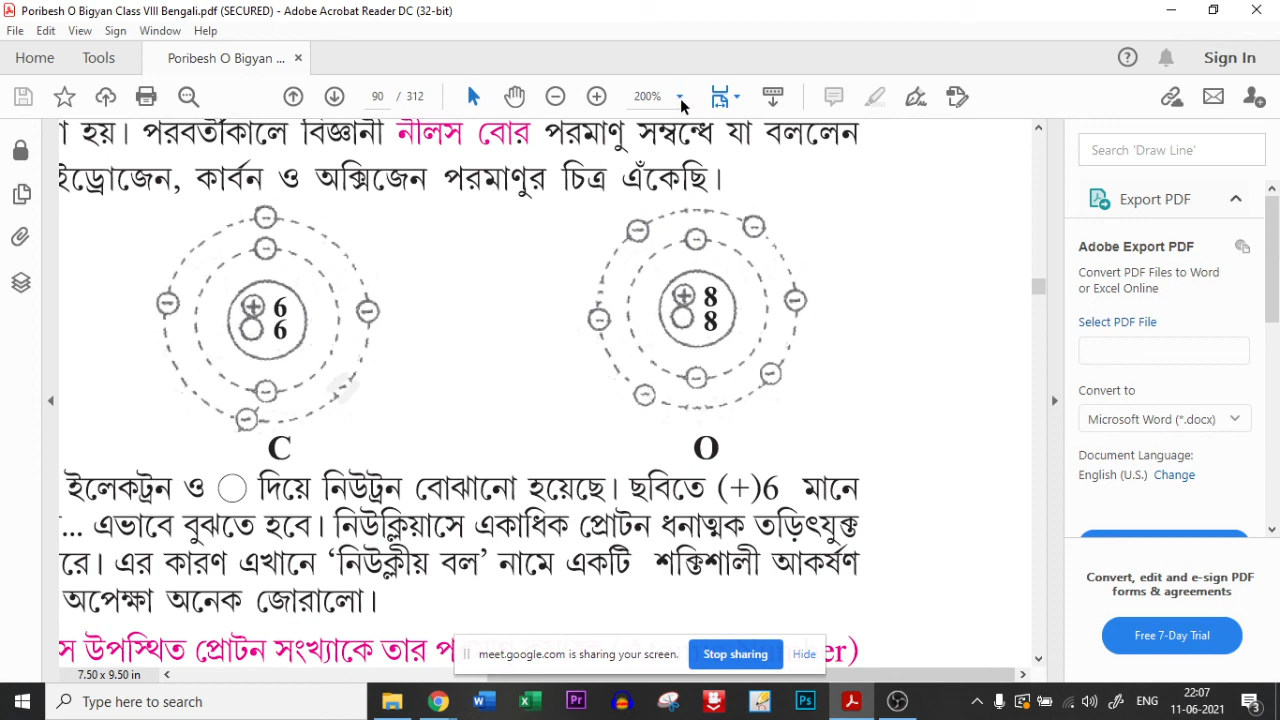 Poribesh O Bigyan Class VIII Bengali.pdf (SECURED) - Adobe Acrobat Reader DC (32-bit)
File Edit View Sign Window Help
Home Tools Poribesh O Bigyan ... × Sign In
90 / 312 200%
হয়। পরবর্তীকালে বিজ্ঞানী নীলস বোর পরমাণু সম্বন্ধে যা বললেন
ইড্রোজেন, কার্বন ও অক্সিজেন পরমাণুর চিত্র এঁকেছি।
+ 6
6
+ 8
8
C O
ইলেকট্রন ও ◯ দিয়ে নিউট্রন বোঝানো হয়েছে। ছবিতে (+)6 মানে
... এভাবে বুঝতে হবে। নিউক্লিয়াসে একাধিক প্রোটন ধনাত্মক তড়িৎযুক্ত
রে। এর কারণ এখানে ‘নিউক্লীয় বল’ নামে একটি শক্তিশালী আকর্ষণ
অপেক্ষা অনেক জোরালো।
স উপস্থিত প্রোটন সংখ্যাকে তার প er)
meet.google.com is sharing your screen. Stop sharing Hide
7.50 x 9.50 in
Search 'Draw Line'
Export PDF
Adobe Export PDF
Convert PDF Files to Word
or Excel Online
Select PDF File
Convert to
Microsoft Word (*.docx)
Document Language:
English (U.S.) Change
Convert, edit and e-sign PDF
forms & agreements
Free 7-Day Trial
Type here to search
ENG
22:07
11-06-2021
3